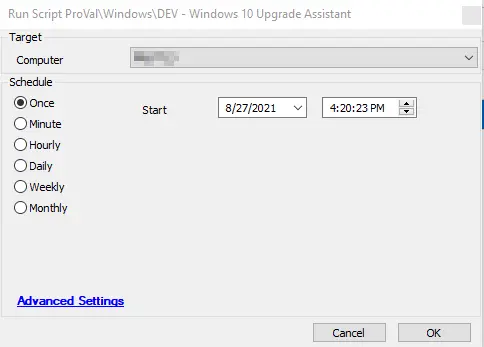 Run Script ProVal\Windows\DEV - Windows 10 Upgrade Assistant
Target
Computer
Schedule
Once
Start
8/27/2021
4:20:23 PM
Minute
Hourly
Daily
Weekly
Monthly
Advanced Settings
Cancel
OK